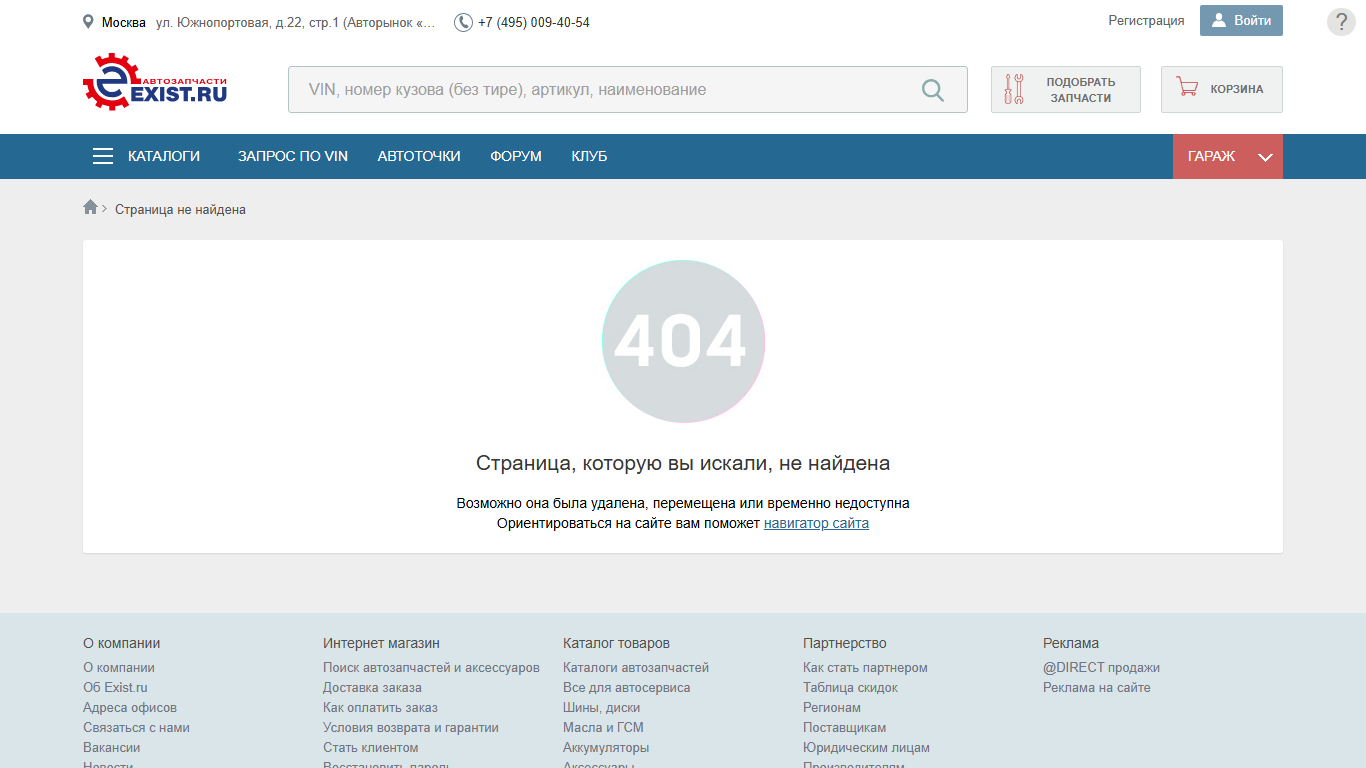 Москва ул. Южнопортовая, д.22, стр.1 (Авторынок «... +7 (495) 009-40-54 Регистрация Войти ?
АВТОЗАПЧАСТИ
EXIST.RU
VIN, номер кузова (без тире), артикул, наименование
ПОДОБРАТЬ
ЗАПЧАСТИ
КОРЗИНА
КАТАЛОГИ ЗАПРОС ПО VIN АВТОТОЧКИ ФОРУМ КЛУБ ГАРАЖ
Страница не найдена
404
Страница, которую вы искали, не найдена
Возможно она была удалена, перемещена или временно недоступна
Ориентироваться на сайте вам поможет навигатор сайта
О компании
О компании
Об Exist.ru
Адреса офисов
Связаться с нами
Вакансии
Новости
Интернет магазин
Поиск автозапчастей и аксессуаров
Доставка заказа
Как оплатить заказ
Условия возврата и гарантии
Стать клиентом
Восстановить пароль
Каталог товаров
Каталоги автозапчастей
Все для автосервиса
Шины, диски
Масла и ГСМ
Аккумуляторы
Аксессуары
Партнерство
Как стать партнером
Таблица скидок
Регионам
Поставщикам
Юридическим лицам
Производителям
Реклама
@DIRECT продажи
Реклама на сайте